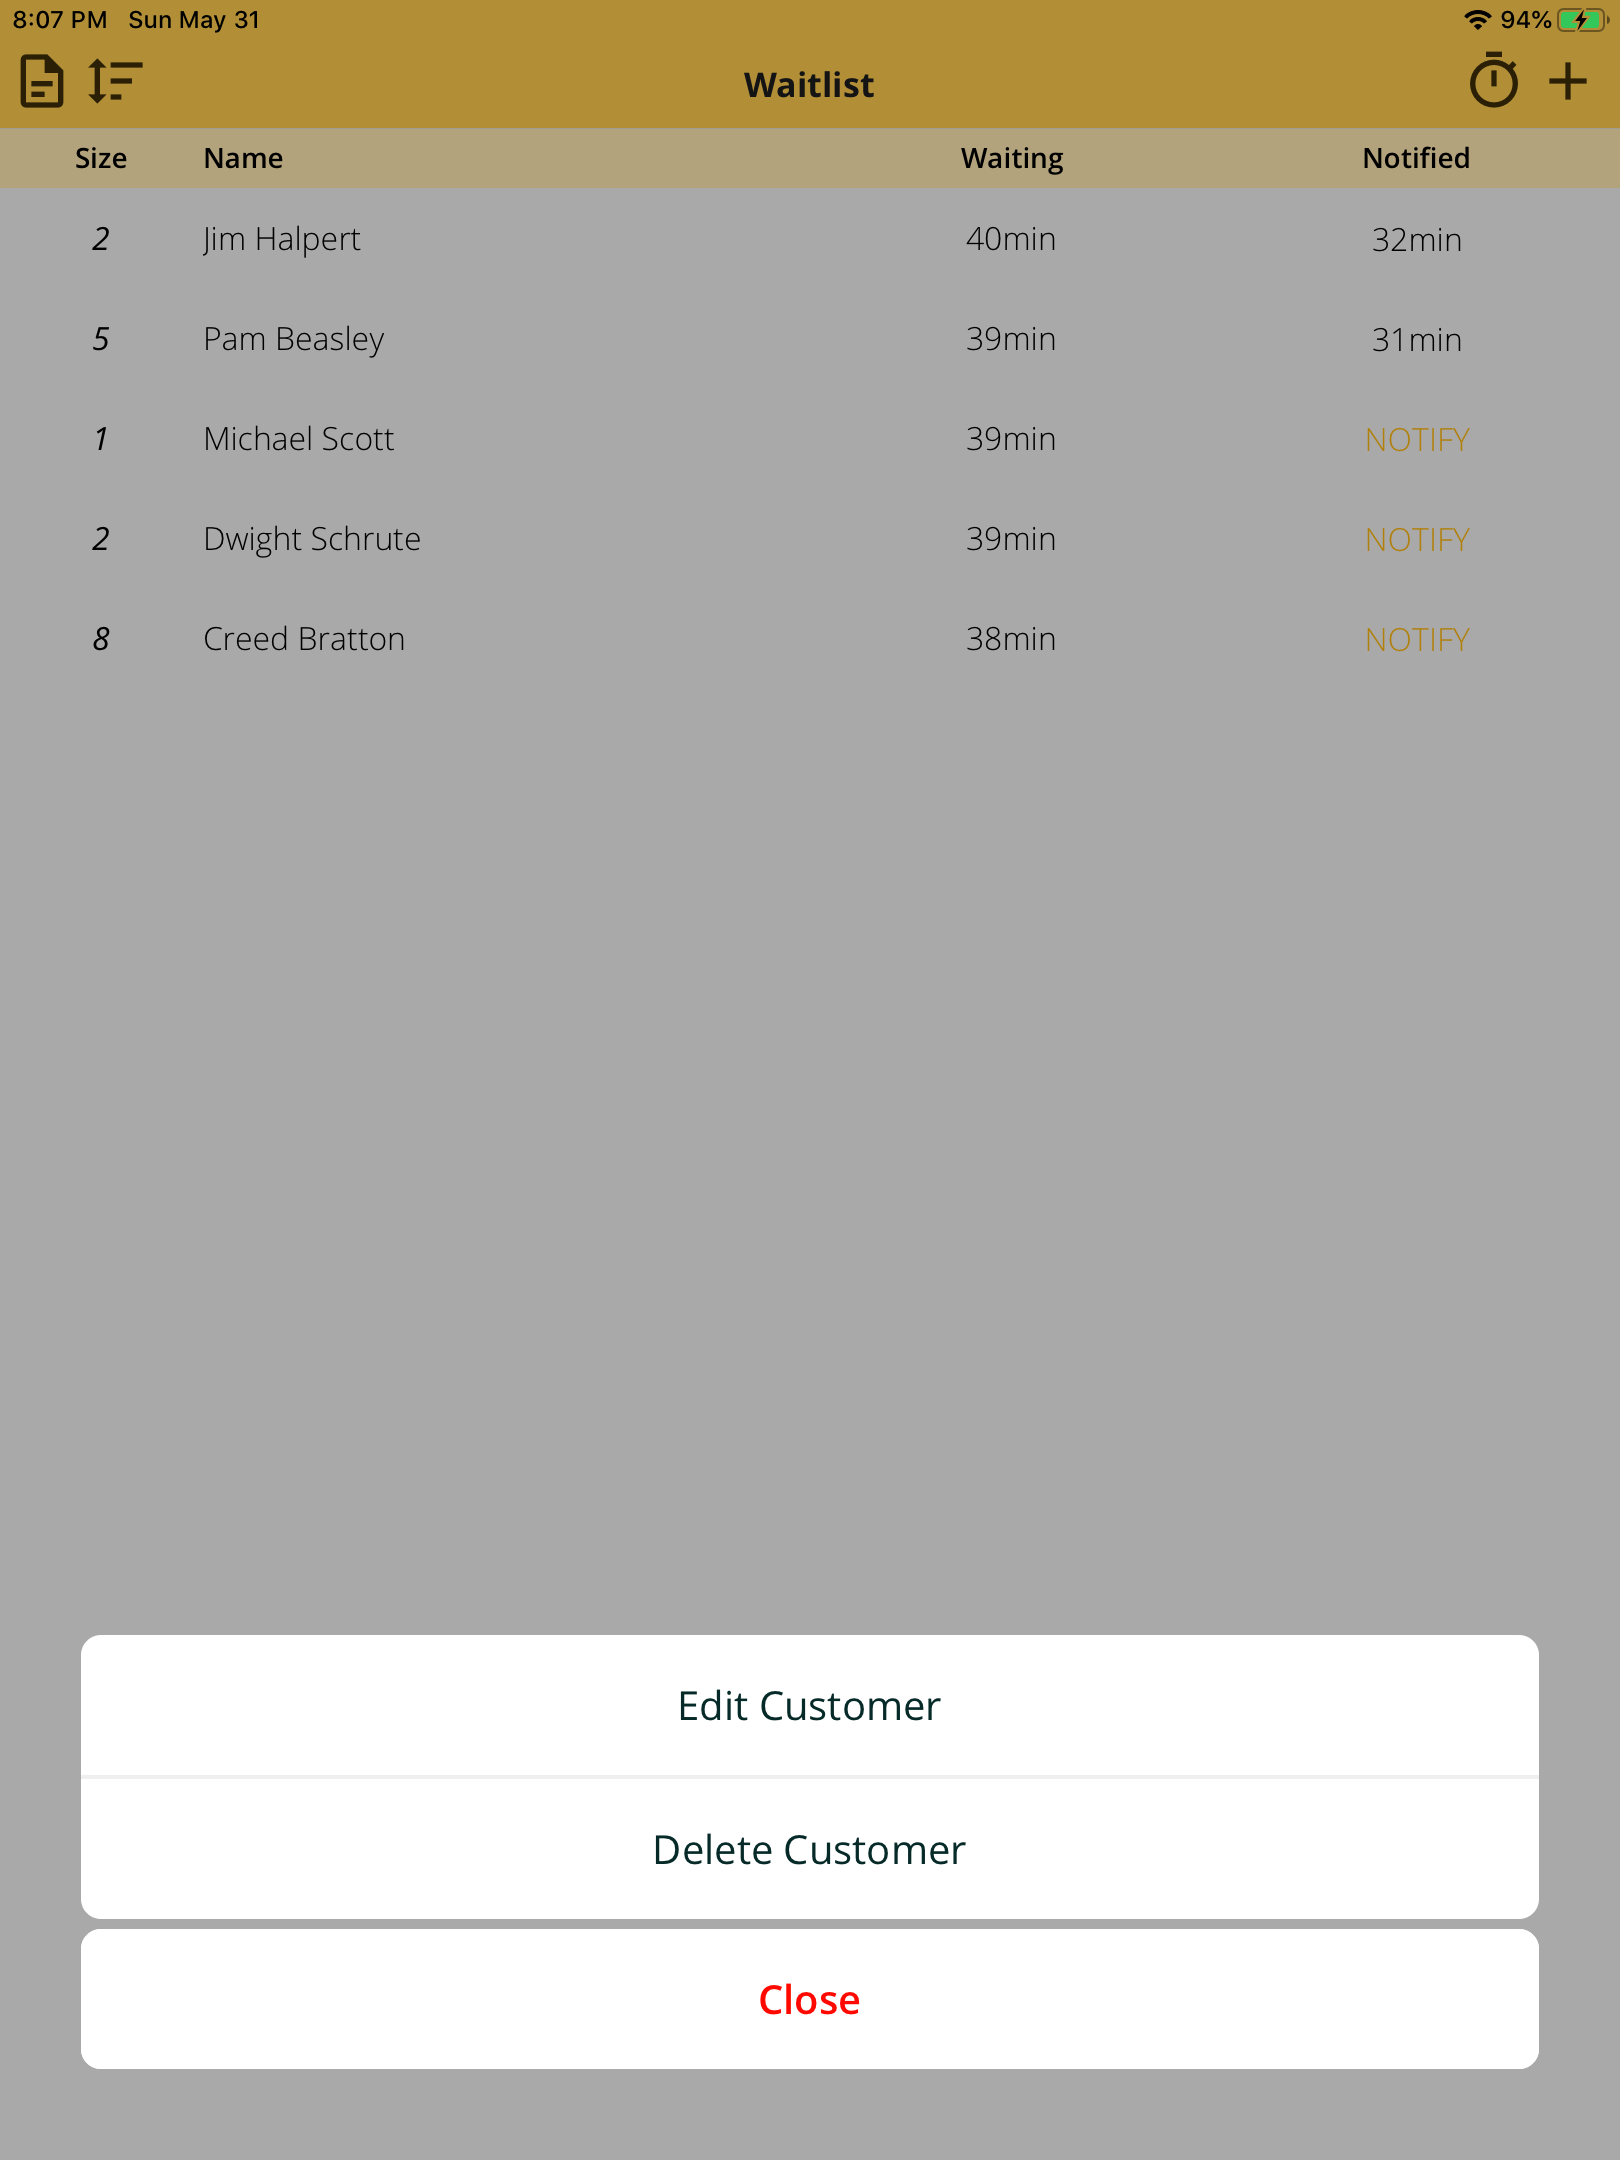 8:07 PM Sun May 31 94%
Waitlist
Size Name Waiting Notified
2 Jim Halpert 40min 32min
5 Pam Beasley 39min 31min
1 Michael Scott 39min NOTIFY
2 Dwight Schrute 39min NOTIFY
8 Creed Bratton 38min NOTIFY
Edit Customer
Delete Customer
Close